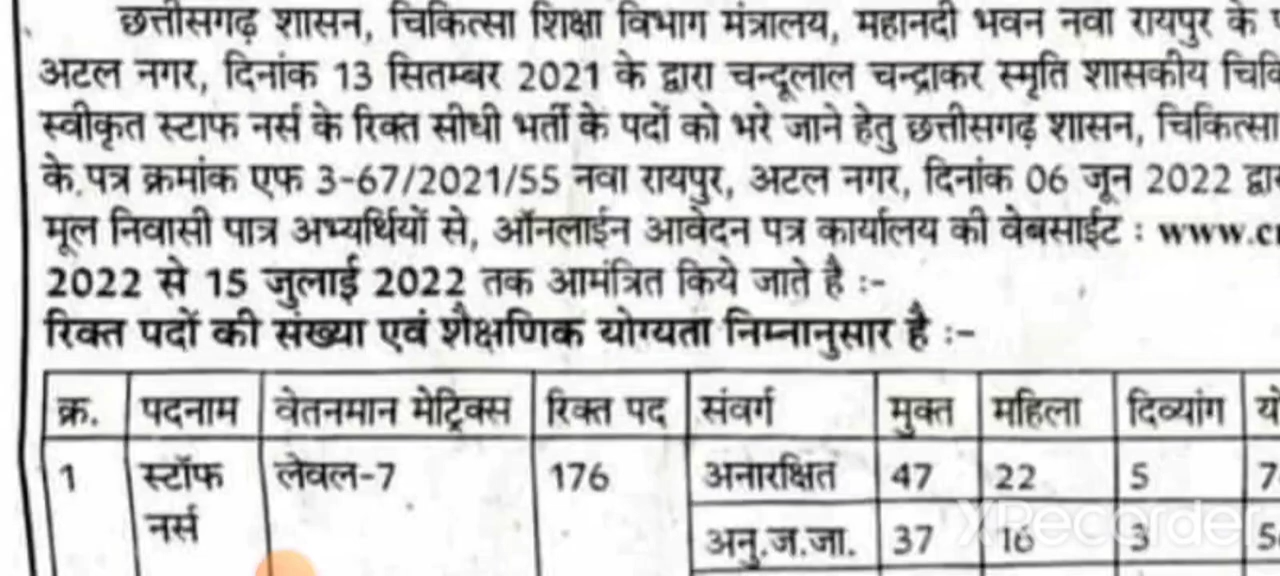 छत्तीसगढ़ शासन, चिकित्सा शिक्षा विभाग मंत्रालय, महानदी भवन नवा रायपुर के
अटल नगर, दिनांक 13 सितम्बर 2021 के द्वारा चन्दूलाल चन्द्राकर स्मृति शासकीय
स्वीकृत स्टाफ नर्स के रिक्त सीधी भर्ती के पदों को भरे जाने हेतु छत्तीसगढ़ शासन, चिकित्सा
के पत्र क्रमांक एफ 3-67/2021/55 नवा रायपुर, अटल नगर, दिनांक 06 जून 2022
मूल निवासी पात्र अभ्यर्थियों से, ऑनलाईन आवेदन पत्र कार्यालय की वेबसाईट : www.
2022 से 15 जुलाई 2022 तक आमंत्रित किये जाते है :-
रिक्त पदों की संख्या एवं शैक्षणिक योग्यता निम्नानुसार है :-
क्र. पदनाम वेतनमान मेट्रिक्स रिक्त पद संवर्ग मुक्त महिला दिव्यांग
1 स्टॉफ लेवल-7 176 अनारक्षित 47 22 5
नर्स अनु.ज.जा. 37 16 3
XRecorder